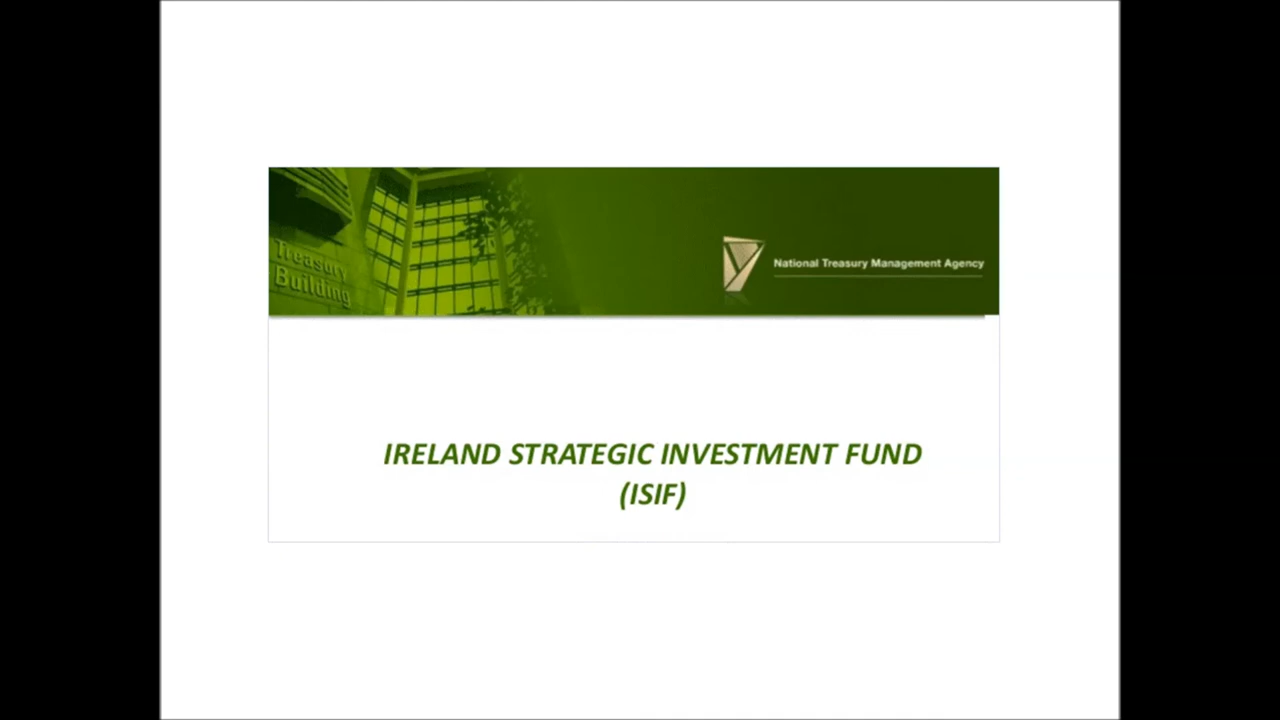 Treasury
Building
National Treasury Management Agency
IRELAND STRATEGIC INVESTMENT FUND
(ISIF)